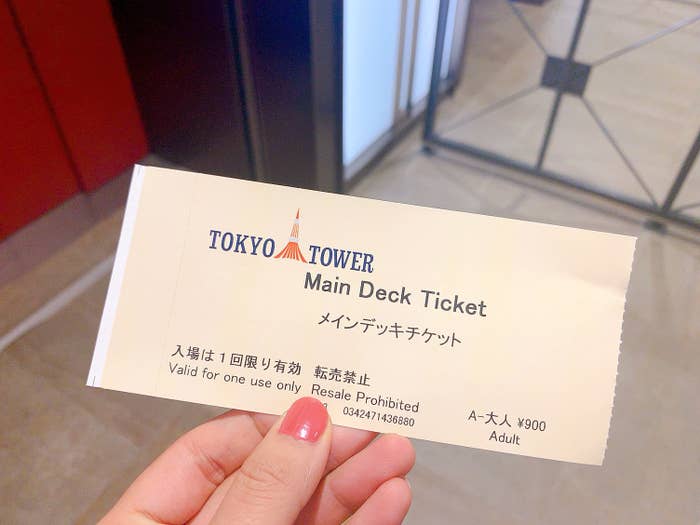 TOKYO TOWER
Main Deck Ticket
メインデッキチケット
入場は1回限り有効 転売禁止
Valid for one use only Resale Prohibited
0342471436880
A-大人 ¥900
Adult